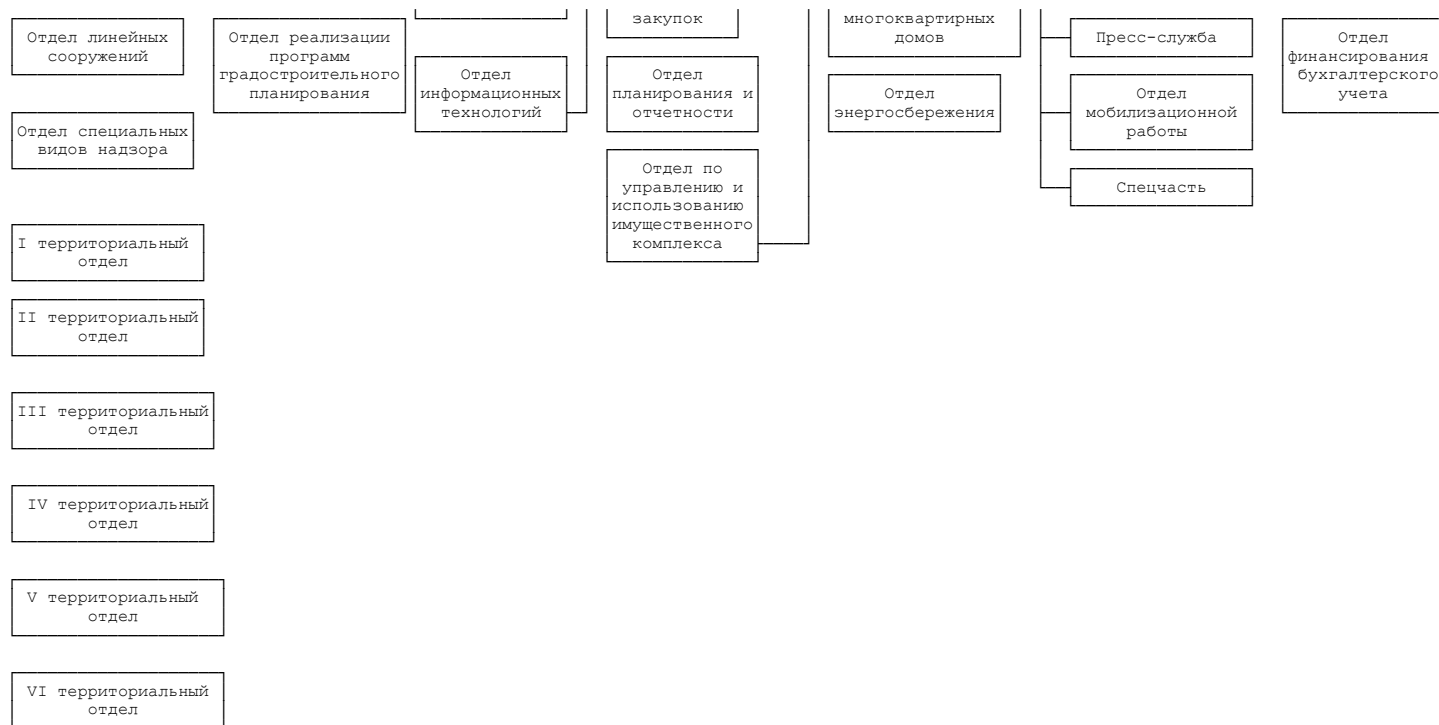 закупок
многоквартирных
домов
Отдел линейных
сооружений
Отдел реализации
программ
градостроительного
планирования
Отдел
информационных
технологий
Отдел
планирования и
отчетности
Отдел
энергосбережения
Пресс-служба
Отдел
мобилизационной
работы
Спецчасть
Отдел
финансирования
бухгалтерского
учета
Отдел специальных
видов надзора
Отдел по
управлению и
использованию
имущественного
комплекса
I территориальный
отдел
II территориальный
отдел
III территориальный
отдел
IV территориальный
отдел
V территориальный
отдел
VI территориальный
отдел